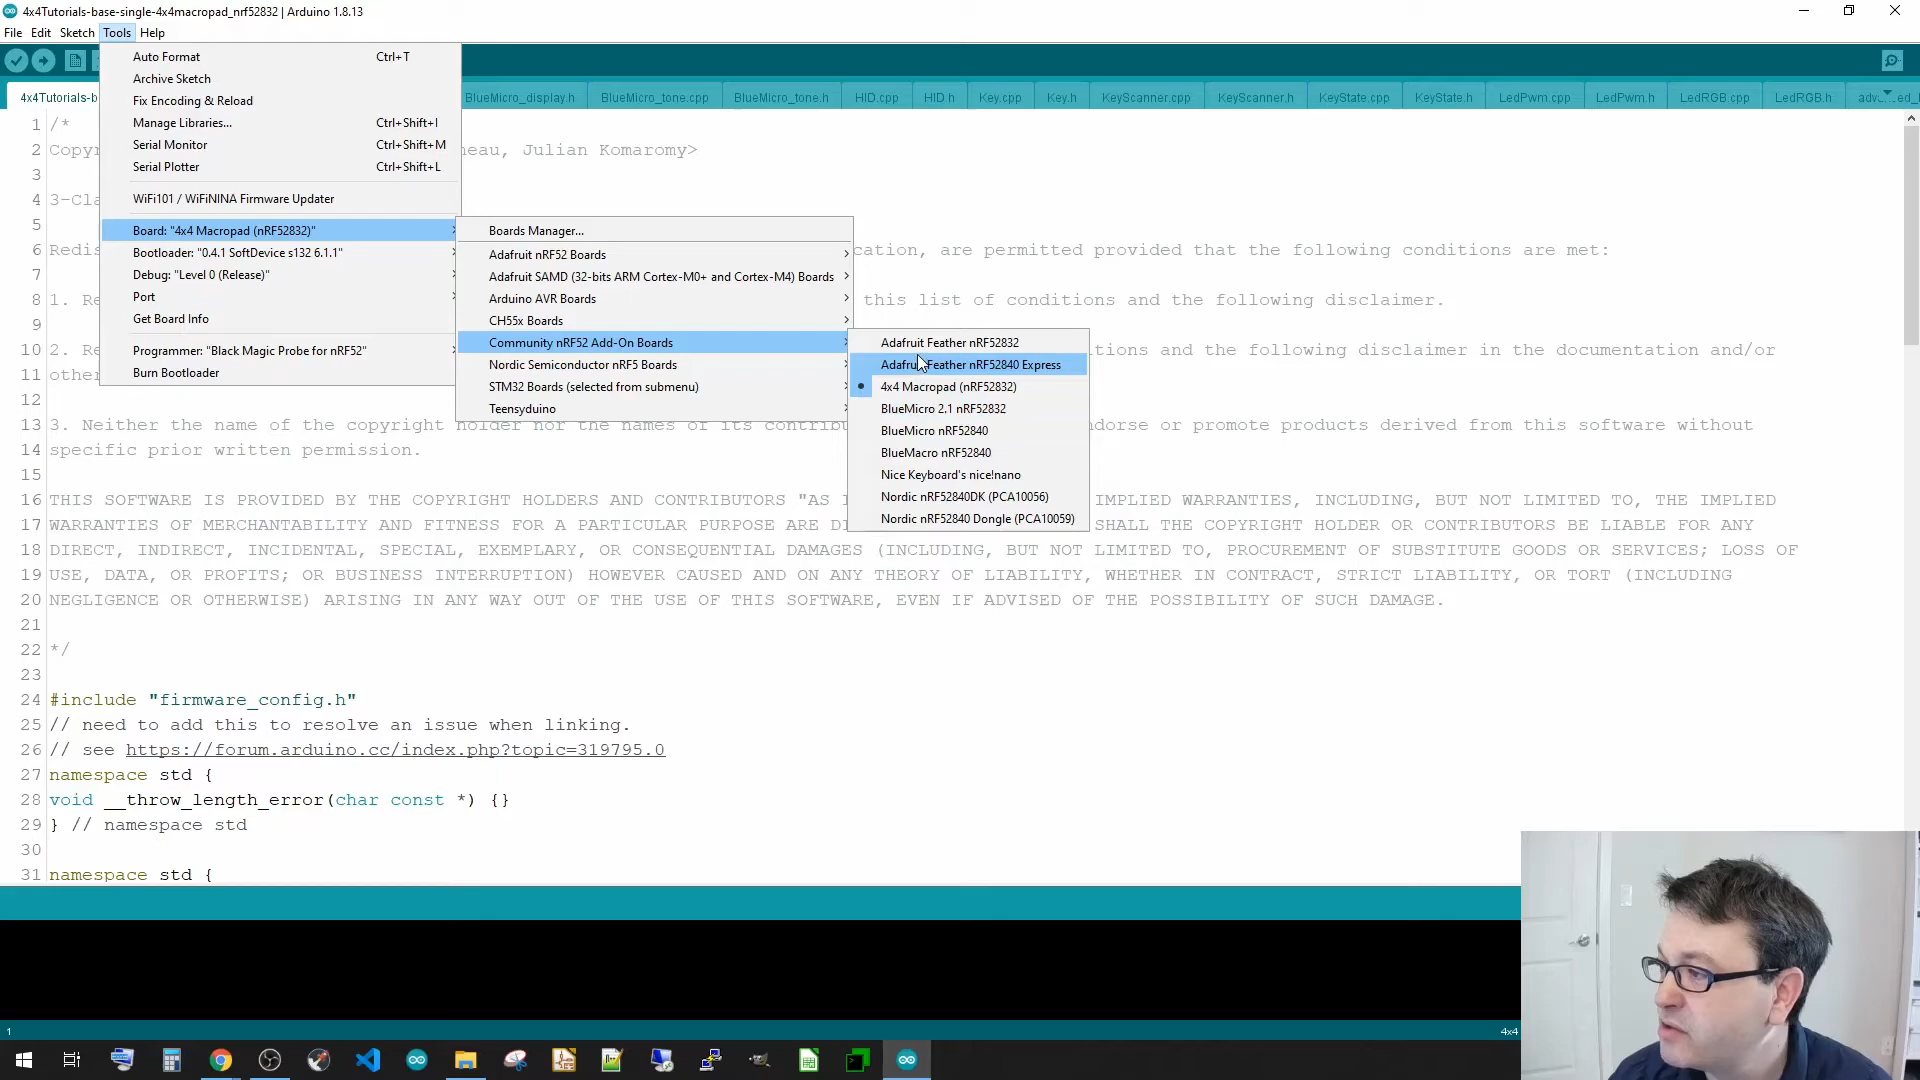 4x4Tutorials-base-single-4x4macropad_nrf52832 | Arduino 1.8.13
File Edit Sketch Tools Help
4x4Tutorials-b BlueMicro_display.h BlueMicro_tone.cpp BlueMicro_tone.h HID.cpp HID.h Key.cpp Key.h KeyScanner.cpp KeyScanner.h KeyState.cpp KeyState.h LedPwm.cpp LedPwm.h LedRGB.cpp LedRGB.h
Auto Format Ctrl+T
Archive Sketch
Fix Encoding & Reload
Manage Libraries... Ctrl+Shift+I
Serial Monitor Ctrl+Shift+M
Serial Plotter Ctrl+Shift+L
WiFi101 / WiFiNINA Firmware Updater
Board: "4x4 Macropad (nRF52832)"
Bootloader: "0.4.1 SoftDevice s132 6.1.1"
Debug: "Level 0 (Release)"
Port
Get Board Info
Programmer: "Black Magic Probe for nRF52"
Burn Bootloader
Boards Manager...
Adafruit nRF52 Boards
Adafruit SAMD (32-bits ARM Cortex-M0+ and Cortex-M4) Boards
Arduino AVR Boards
CH55x Boards
Community nRF52 Add-On Boards
Nordic Semiconductor nRF5 Boards
STM32 Boards (selected from submenu)
Teensyduino
Adafruit Feather nRF52832
Adafruit Feather nRF52840 Express
4x4 Macropad (nRF52832)
BlueMicro 2.1 nRF52832
BlueMicro nRF52840
BlueMacro nRF52840
Nice Keyboard's nice!nano
Nordic nRF52840DK (PCA10056)
Nordic nRF52840 Dongle (PCA10059)
1 /*
2 Copyr eau, Julian Komaromy>
3
4 3-Cla
5
6 Redis cation, are permitted provided that the following conditions are met:
7
8 1. Re this list of conditions and the following disclaimer.
9
10 2. Re itions and the following disclaimer in the documentation and/or
11 othe
12
13 3. Neither the name of the copyright holder nor the names of its contribu ndorse or promote products derived from this software without
14 specific prior written permission.
15
16 THIS SOFTWARE IS PROVIDED BY THE COPYRIGHT HOLDERS AND CONTRIBUTORS "AS I IMPLIED WARRANTIES, INCLUDING, BUT NOT LIMITED TO, THE IMPLIED
17 WARRANTIES OF MERCHANTABILITY AND FITNESS FOR A PARTICULAR PURPOSE ARE DI SHALL THE COPYRIGHT HOLDER OR CONTRIBUTORS BE LIABLE FOR ANY
18 DIRECT, INDIRECT, INCIDENTAL, SPECIAL, EXEMPLARY, OR CONSEQUENTIAL DAMAGES (INCLUDING, BUT NOT LIMITED TO, PROCUREMENT OF SUBSTITUTE GOODS OR SERVICES; LOSS OF
19 USE, DATA, OR PROFITS; OR BUSINESS INTERRUPTION) HOWEVER CAUSED AND ON ANY THEORY OF LIABILITY, WHETHER IN CONTRACT, STRICT LIABILITY, OR TORT (INCLUDING
20 NEGLIGENCE OR OTHERWISE) ARISING IN ANY WAY OUT OF THE USE OF THIS SOFTWARE, EVEN IF ADVISED OF THE POSSIBILITY OF SUCH DAMAGE.
21
22 */
23
24 #include "firmware_config.h"
25 // need to add this to resolve an issue when linking.
26 // see https://forum.arduino.cc/index.php?topic=319795.0
27 namespace std {
28 void __throw_length_error(char const *) {}
29 } // namespace std
30
31 namespace std {
1 4x4